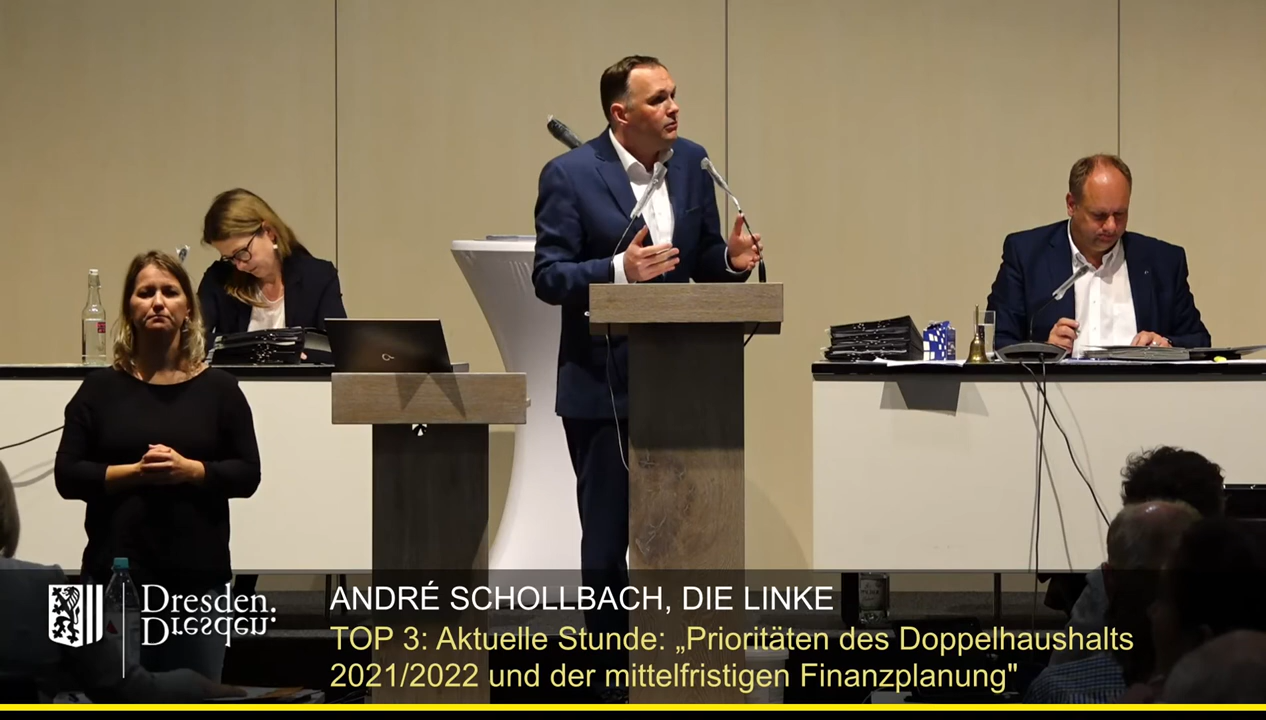 Dresden.
Dresden.
ANDRÉ SCHOLLBACH, DIE LINKE
TOP 3: Aktuelle Stunde: „Prioritäten des Doppelhaushalts
2021/2022 und der mittelfristigen Finanzplanung"